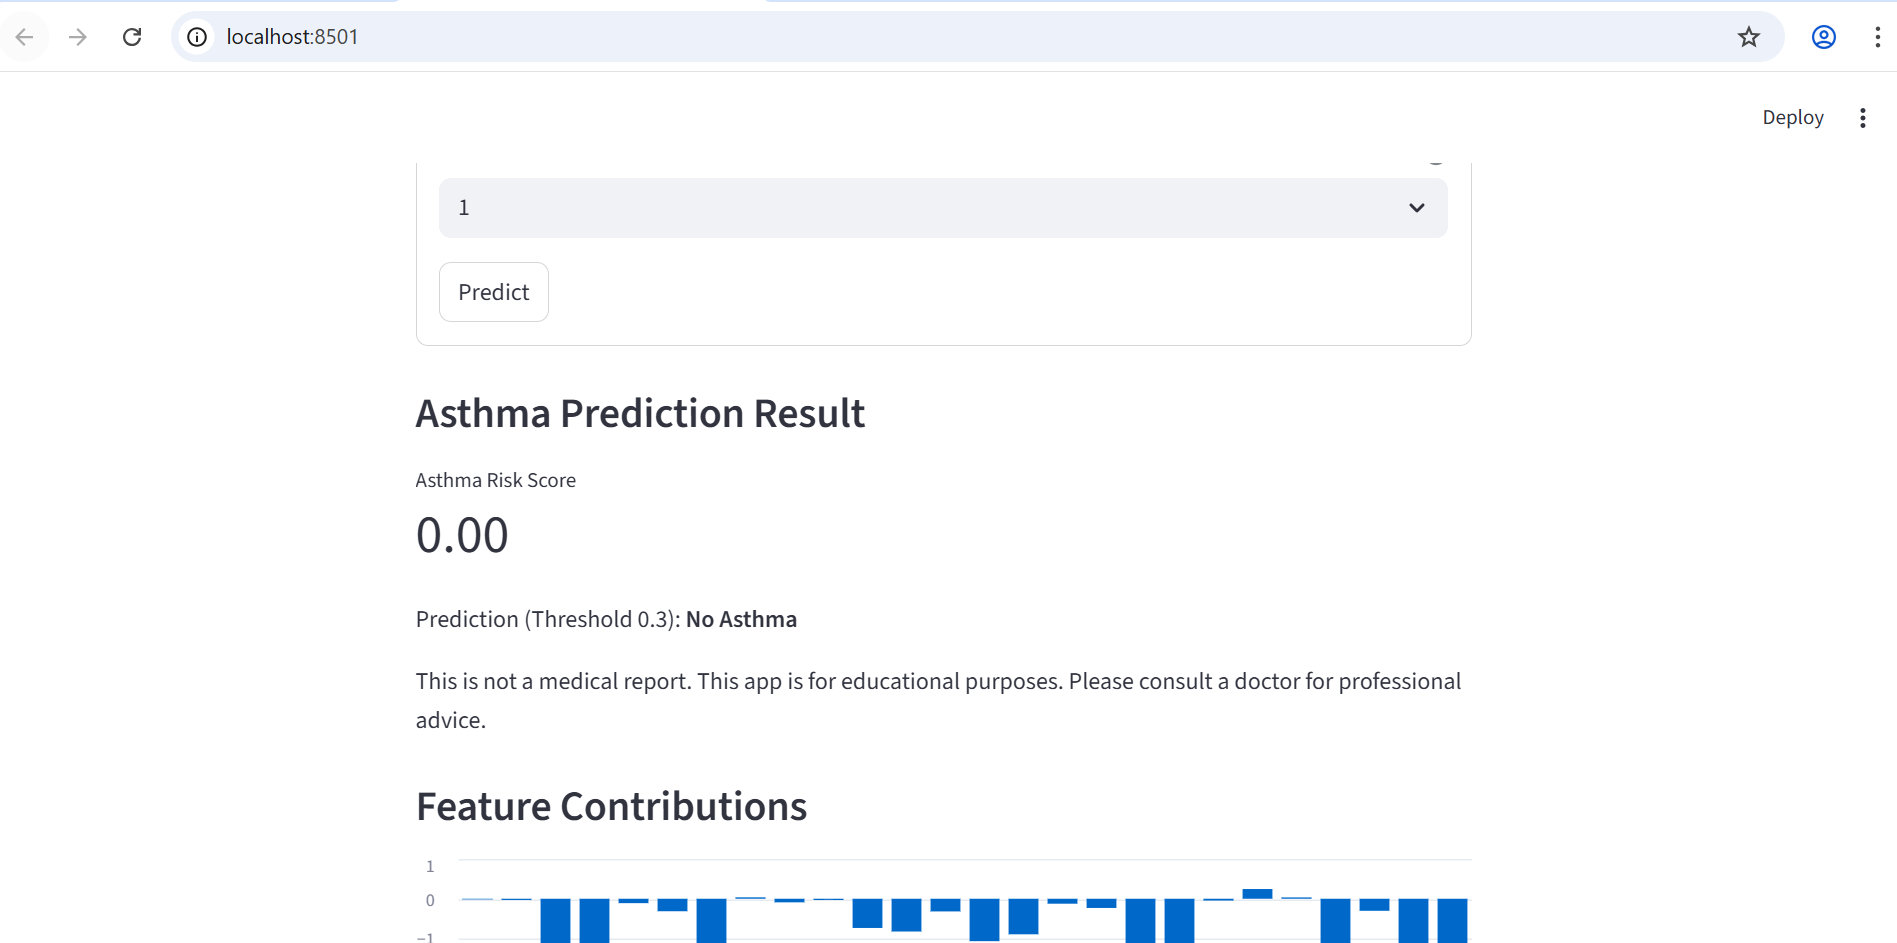 localhost:8501
Deploy
1
Predict
Asthma Prediction Result
Asthma Risk Score
0.00
Prediction (Threshold 0.3): No Asthma
This is not a medical report. This app is for educational purposes. Please consult a doctor for professional
advice.
Feature Contributions
1
0
−1